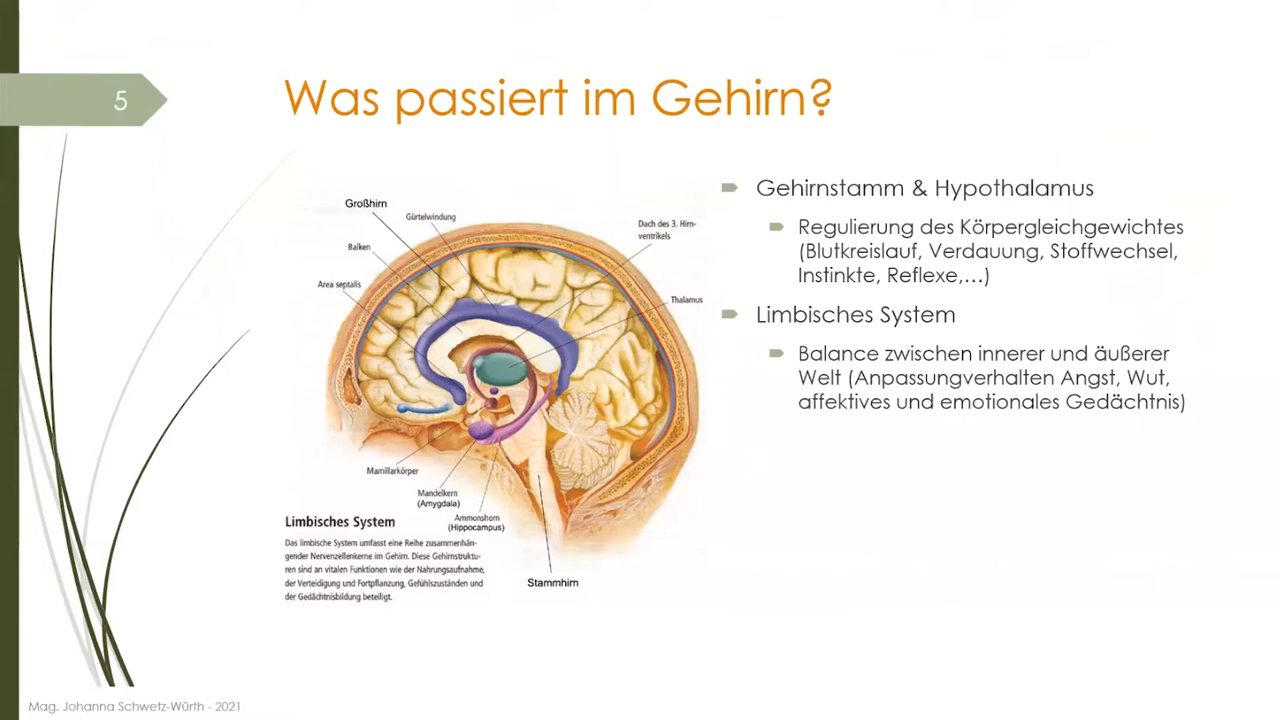 5
Was passiert im Gehirn?
Großhirn
Gürtelwindung
Dach des 3. Hirn-
ventrikels
Balken
Area septalis
Thalamus
Mamillarkörper
Mandelkern
(Amygdala)
Ammonshorn
(Hippocampus)
Stammhirn
Limbisches System
Das limbische System umfasst eine Reihe zusammenhän-
gender Nervenzellenkerne im Gehirn. Diese Gehirnstruktu-
ren sind an vitalen Funktionen wie der Nahrungsaufnahme,
der Verteidigung und Fortpflanzung, Gefühlszuständen und
der Gedächtnisbildung beteiligt.
Gehirnstamm & Hypothalamus
Regulierung des Körpergleichgewichtes
(Blutkreislauf, Verdauung, Stoffwechsel,
Instinkte, Reflexe,…)
Limbisches System
Balance zwischen innerer und äußerer
Welt (Anpassungverhalten Angst, Wut,
affektives und emotionales Gedächtnis)
Mag. Johanna Schwetz-Würth - 2021